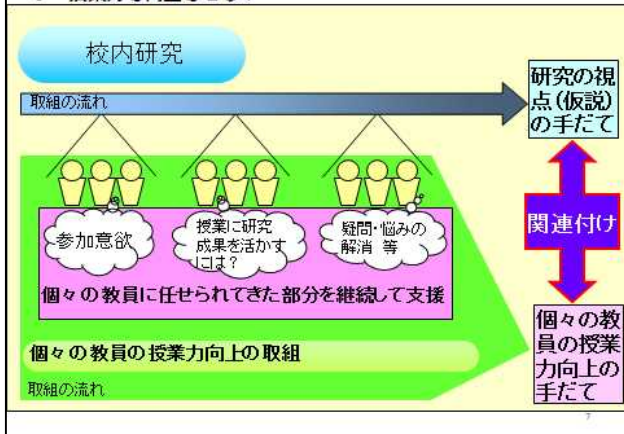 校内研究
取組の流れ
研究の視
点(仮説)
の手だて
参加意欲
授業に研究
成果を活かす
には?
疑問・悩みの
解消 等
関連付け
個々の教員に任せられてきた部分を継続して支援
個々の教
員の授業
力向上の
手だて
個々の教員の授業力向上の取組
取組の流れ
7